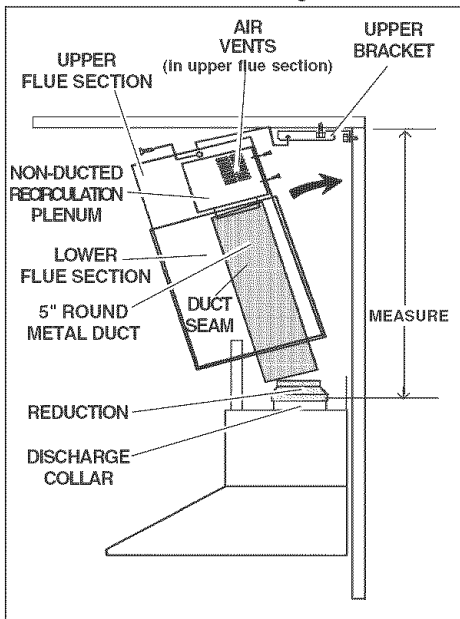 AIR
VENTS
(in upper flue section)
UPPER
BRACKET
UPPER
FLUE SECTION
NON-DUCTED
RECIRCULATION
PLENUM
LOWER
FLUE SECTION
5" ROUND
METAL DUCT
DUCT
SEAM
MEASURE
REDUCTION
DISCHARGE
COLLAR